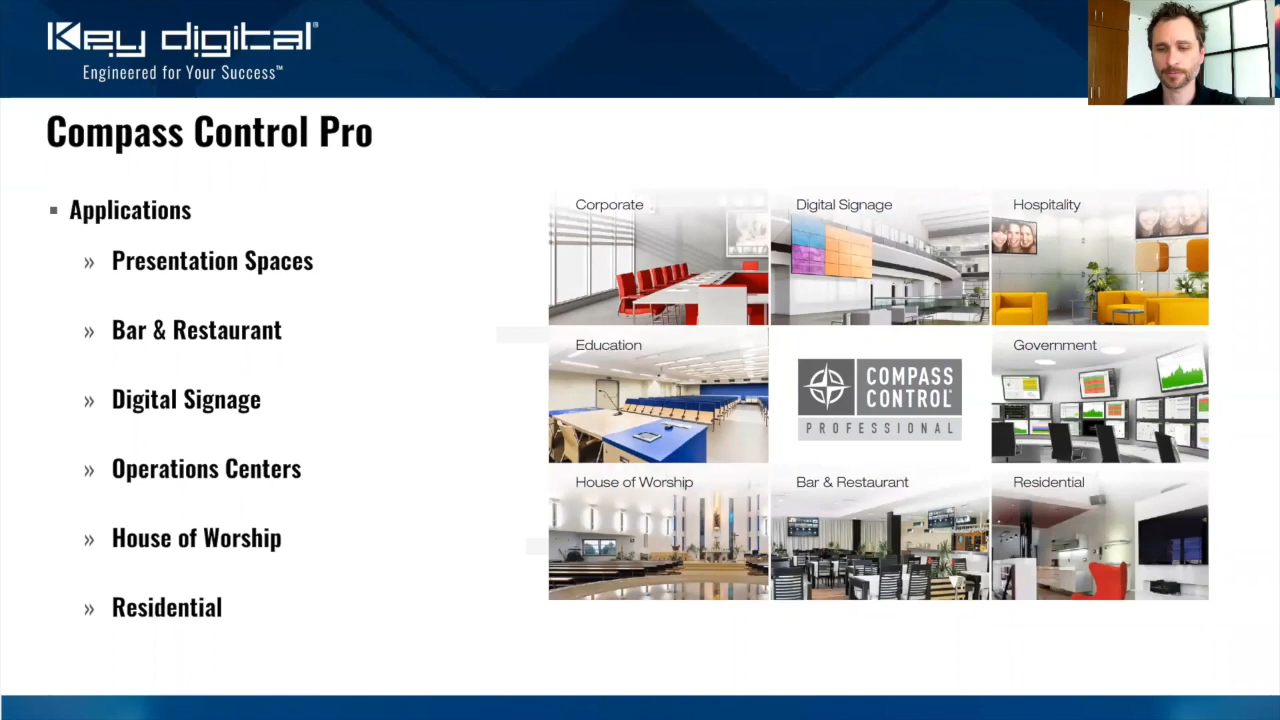 Key digital®
Engineered for Your Success™
Compass Control Pro
Applications
» Presentation Spaces
» Bar & Restaurant
» Digital Signage
» Operations Centers
» House of Worship
» Residential
Corporate
Digital Signage
Hospitality
Education
COMPASS
CONTROL®
PROFESSIONAL
Government
House of Worship
Bar & Restaurant
Residential